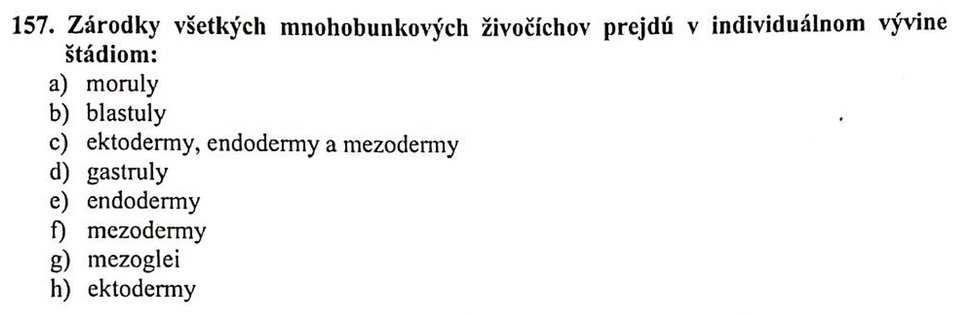 157. Zárodky všetkých mnohobunkových živočíchov prejdú v individuálnom vývine
štádiom:
a) moruly
b) blastuly
c) ektodermy, endodermy a mezodermy
d) gastruly
e) endodermy
f) mezodermy
g) mezoglei
h) ektodermy